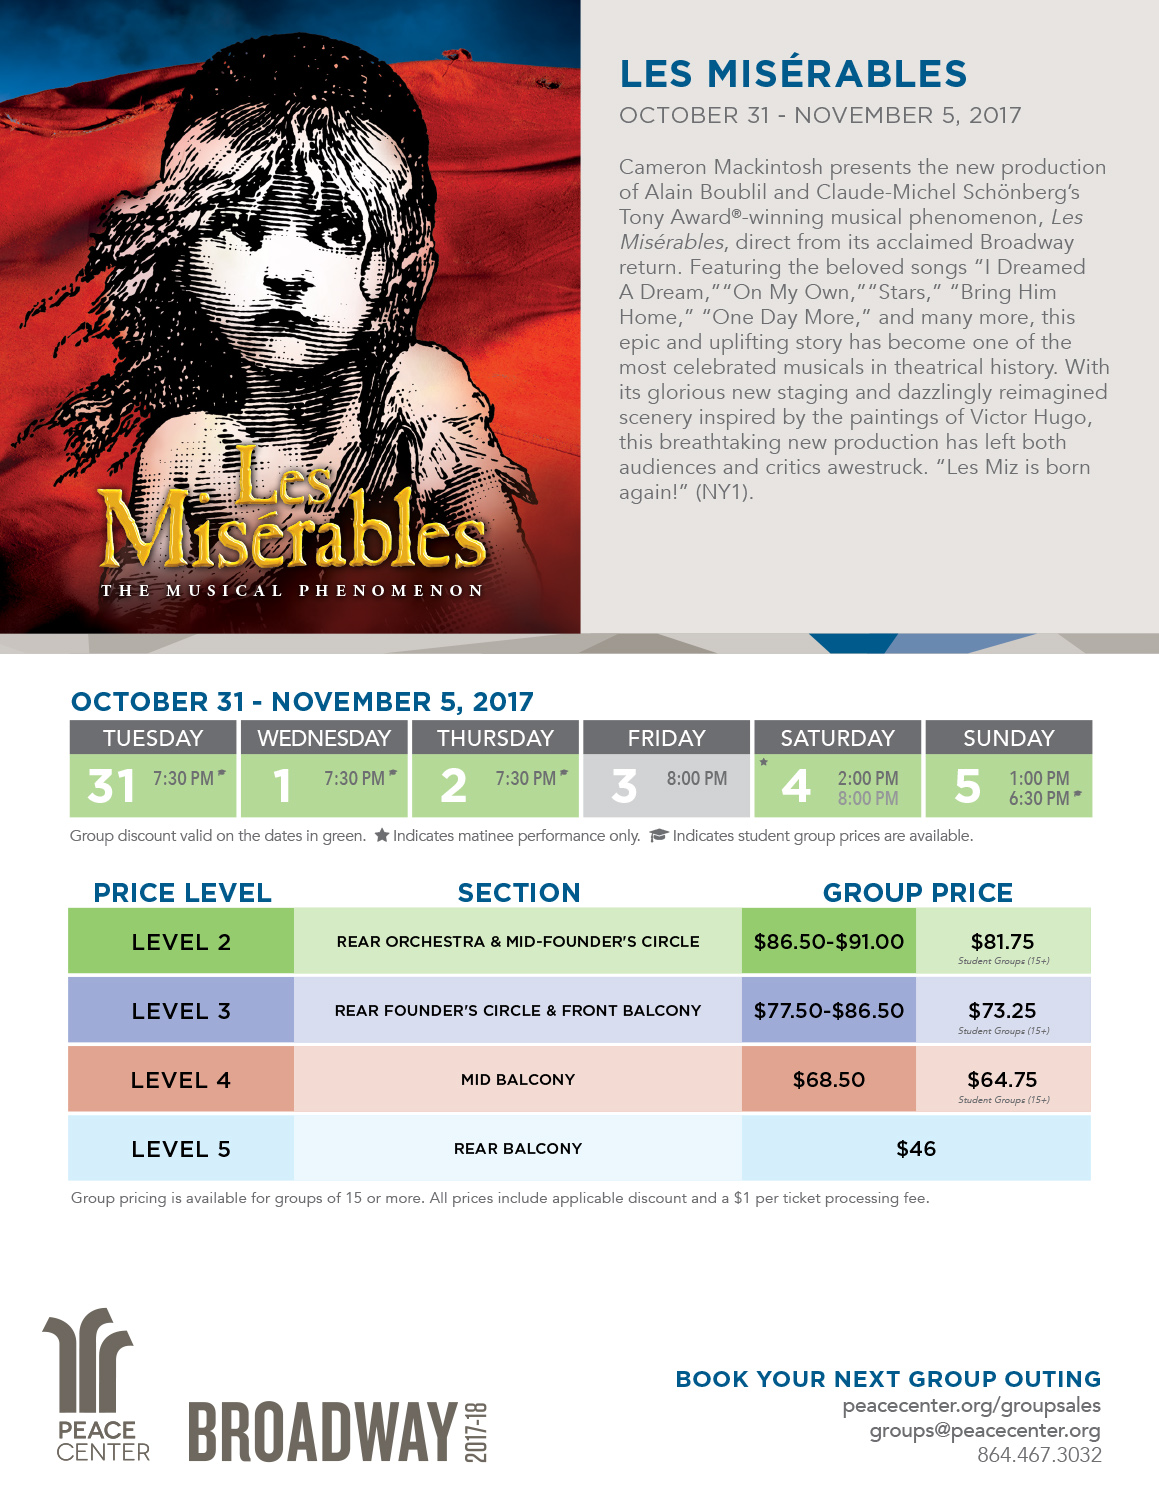 Les
Misérables
THE MUSICAL PHENOMENON
LES MISÉRABLES
OCTOBER 31 - NOVEMBER 5, 2017
Cameron Mackintosh presents the new production
of Alain Boublil and Claude-Michel Schönberg's
Tony Award®-winning musical phenomenon, Les
Misérables, direct from its acclaimed Broadway
return. Featuring the beloved songs “I Dreamed
A Dream,”“On My Own,”“Stars,” “Bring Him
Home,” “One Day More,” and many more, this
epic and uplifting story has become one of the
most celebrated musicals in theatrical history. With
its glorious new staging and dazzlingly reimagined
scenery inspired by the paintings of Victor Hugo,
this breathtaking new production has left both
audiences and critics awestruck. “Les Miz is born
again!” (NY1).
OCTOBER 31 - NOVEMBER 5, 2017
TUESDAY WEDNESDAY THURSDAY FRIDAY SATURDAY SUNDAY
31 7:30 PM 1 7:30 PM 2 7:30 PM 3 8:00 PM 4 2:00 PM 5 1:00 PM
8:00 PM 6:30 PM
Group discount valid on the dates in green. ★ Indicates matinee performance only. 🎓 Indicates student group prices are available.
PRICE LEVEL SECTION GROUP PRICE
LEVEL 2 REAR ORCHESTRA & MID-FOUNDER'S CIRCLE $86.50-$91.00 $81.75
Student Groups (15+)
LEVEL 3 REAR FOUNDER'S CIRCLE & FRONT BALCONY $77.50-$86.50 $73.25
Student Groups (15+)
LEVEL 4 MID BALCONY $68.50 $64.75
Student Groups (15+)
LEVEL 5 REAR BALCONY $46
Group pricing is available for groups of 15 or more. All prices include applicable discount and a $1 per ticket processing fee.
PEACE
CENTER
BROADWAY 2017-18
BOOK YOUR NEXT GROUP OUTING
peacecenter.org/groupsales
groups@peacecenter.org
864.467.3032